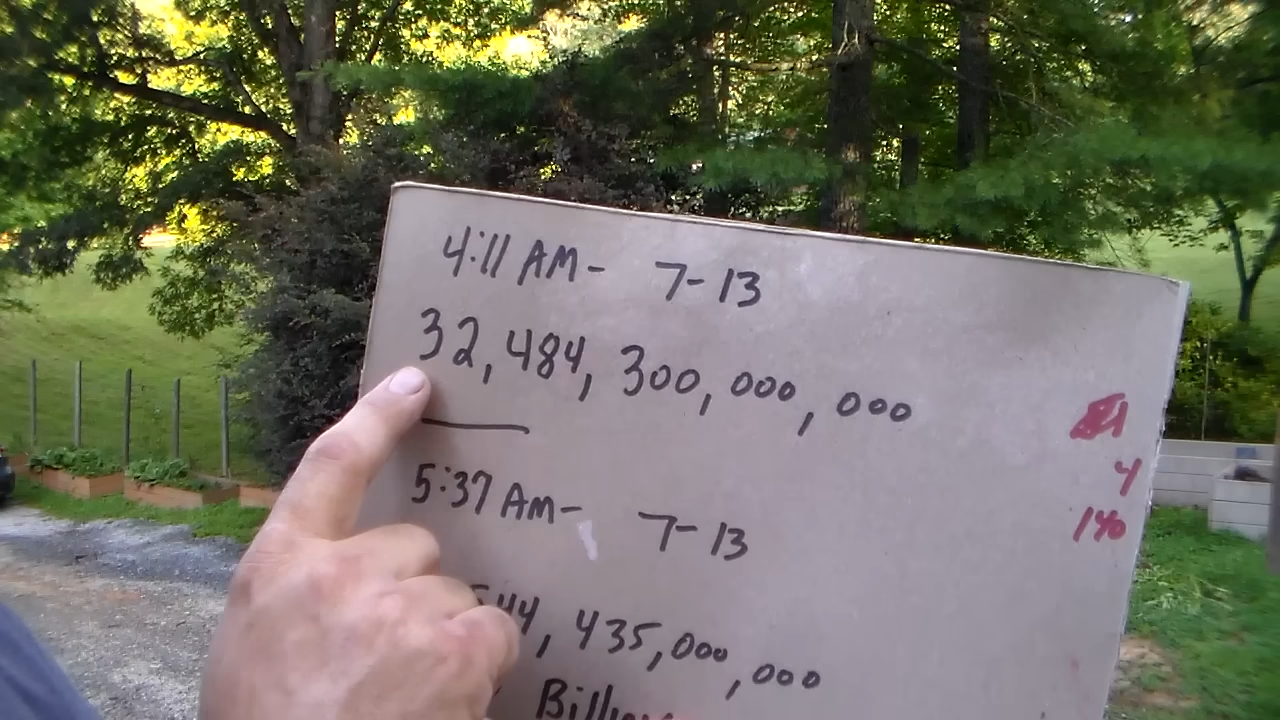 4:11 AM- 7-13
32,484,300,000,000
4
140
5:37 AM- 7-13
544,435,000,000